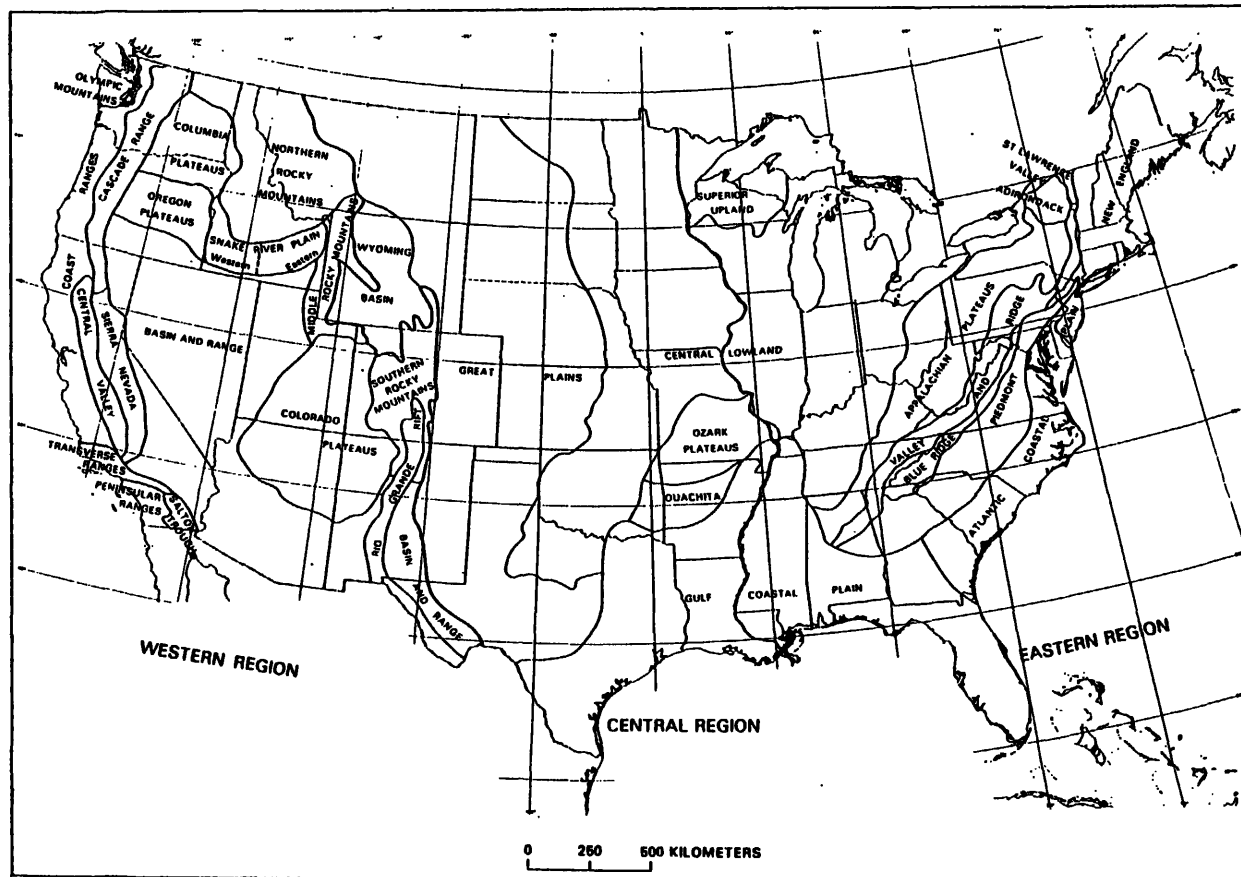 OLYMPIC
MOUNTAINS
CASCADE RANGE
COLUMBIA
PLATEAUS
OREGON
PLATEAUS
NORTHERN
ROCKY
MOUNTAINS
SNAKE RIVER PLAIN
Western Eastern
MIDDLE
ROCKY MOUNTAINS
WYOMING
BASIN
COAST RANGES
CENTRAL VALLEY
SIERRA NEVADA
BASIN AND RANGE
COLORADO
PLATEAUS
SOUTHERN
ROCKY
MOUNTAINS
RIO GRANDE RIFT
BASIN AND RANGE
TRANSVERSE
RANGES
PENINSULAR
RANGES
SALTON
TROUGH
GREAT PLAINS
SUPERIOR
UPLAND
CENTRAL LOWLAND
OZARK
PLATEAUS
OUACHITA
GULF COASTAL PLAIN
ST LAWRENCE
VALLEY
ADIRONDACK
NEW ENGLAND
APPALACHIAN PLATEAUS
VALLEY AND RIDGE
BLUE RIDGE
PIEDMONT
ATLANTIC COASTAL PLAIN
WESTERN REGION
CENTRAL REGION
EASTERN REGION
0 250 500 KILOMETERS